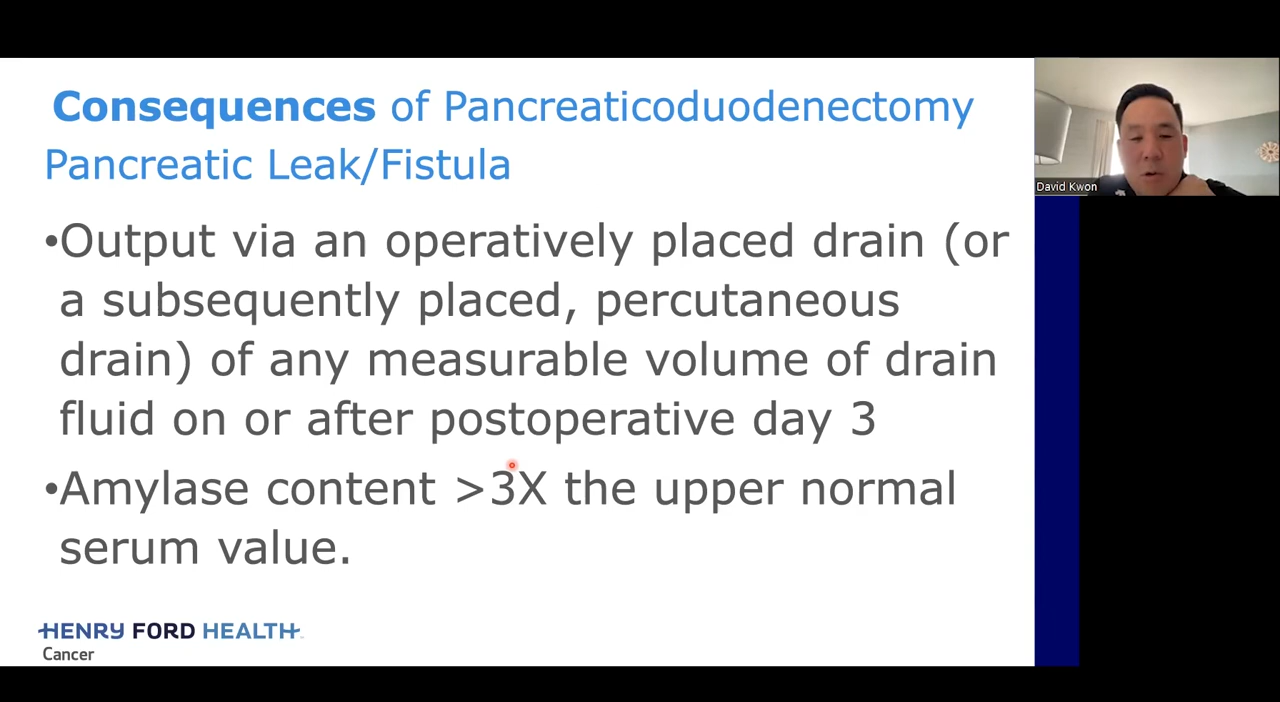 Consequences of Pancreaticoduodenectomy
Pancreatic Leak/Fistula
•Output via an operatively placed drain (or
a subsequently placed, percutaneous
drain) of any measurable volume of drain
fluid on or after postoperative day 3
•Amylase content >3X the upper normal
serum value.
HENRY FORD HEALTH
Cancer
David Kwon